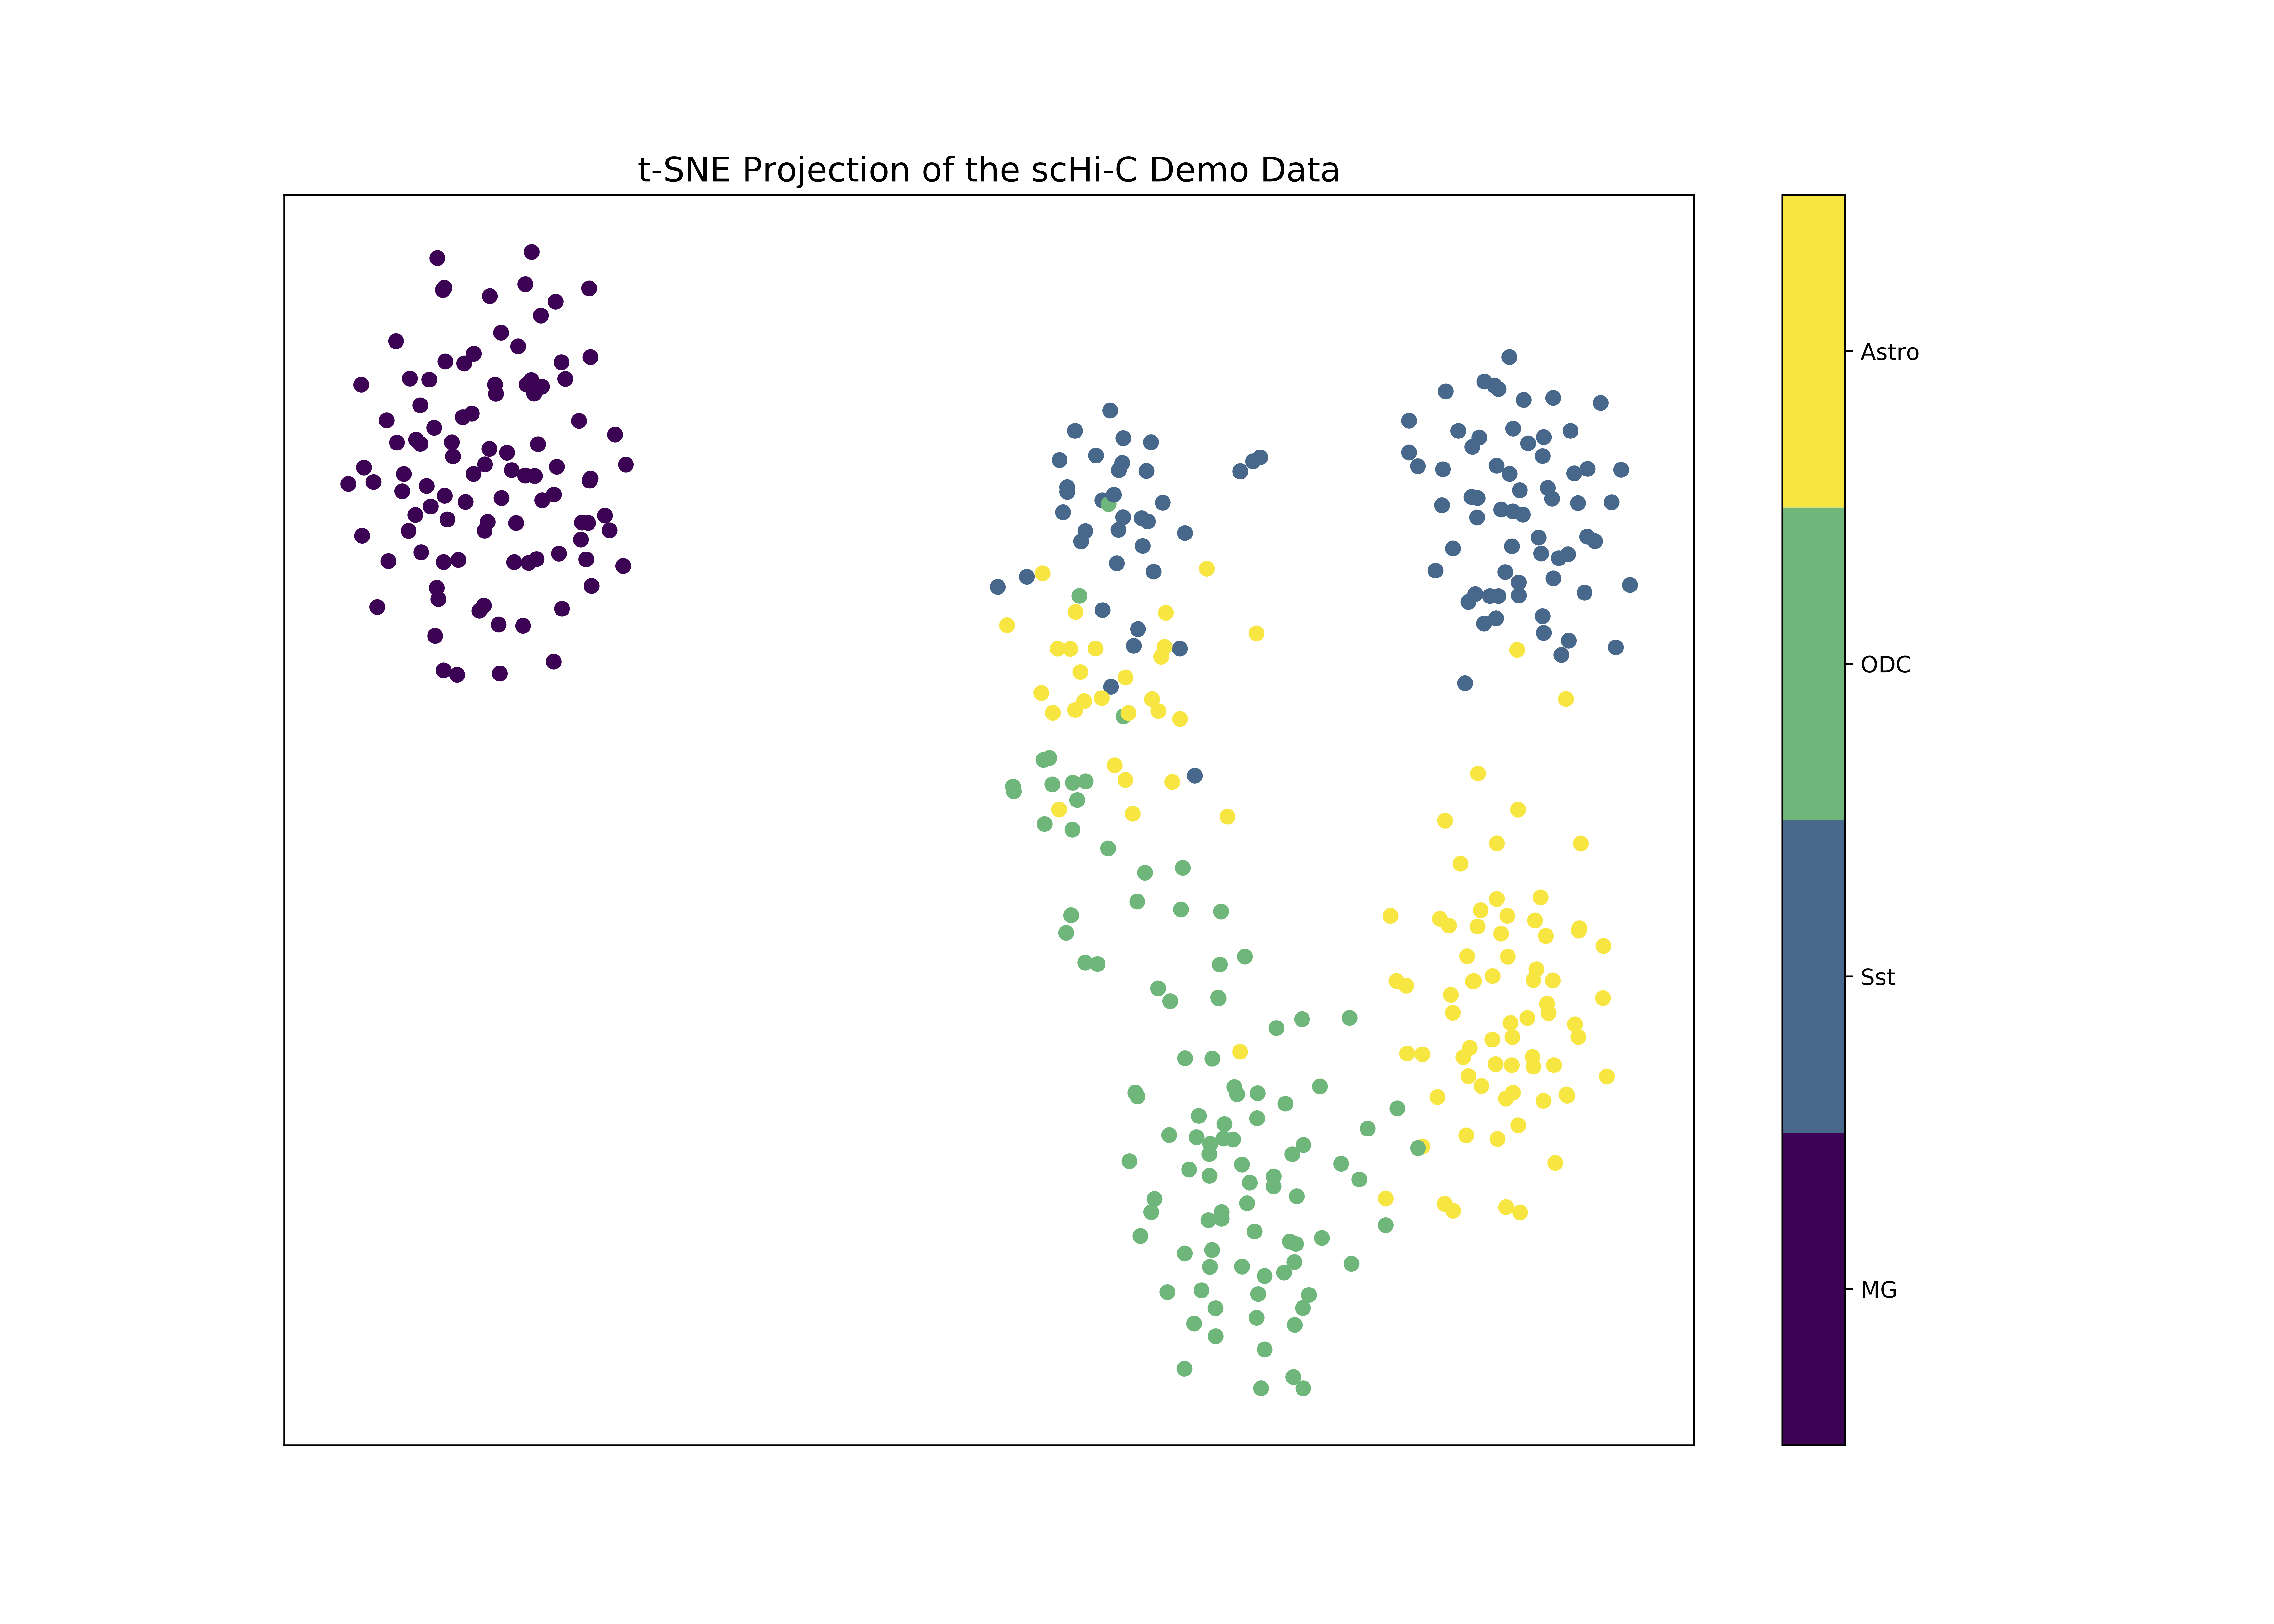 t-SNE Projection of the scHi-C Demo Data
Astro
ODC
Sst
MG